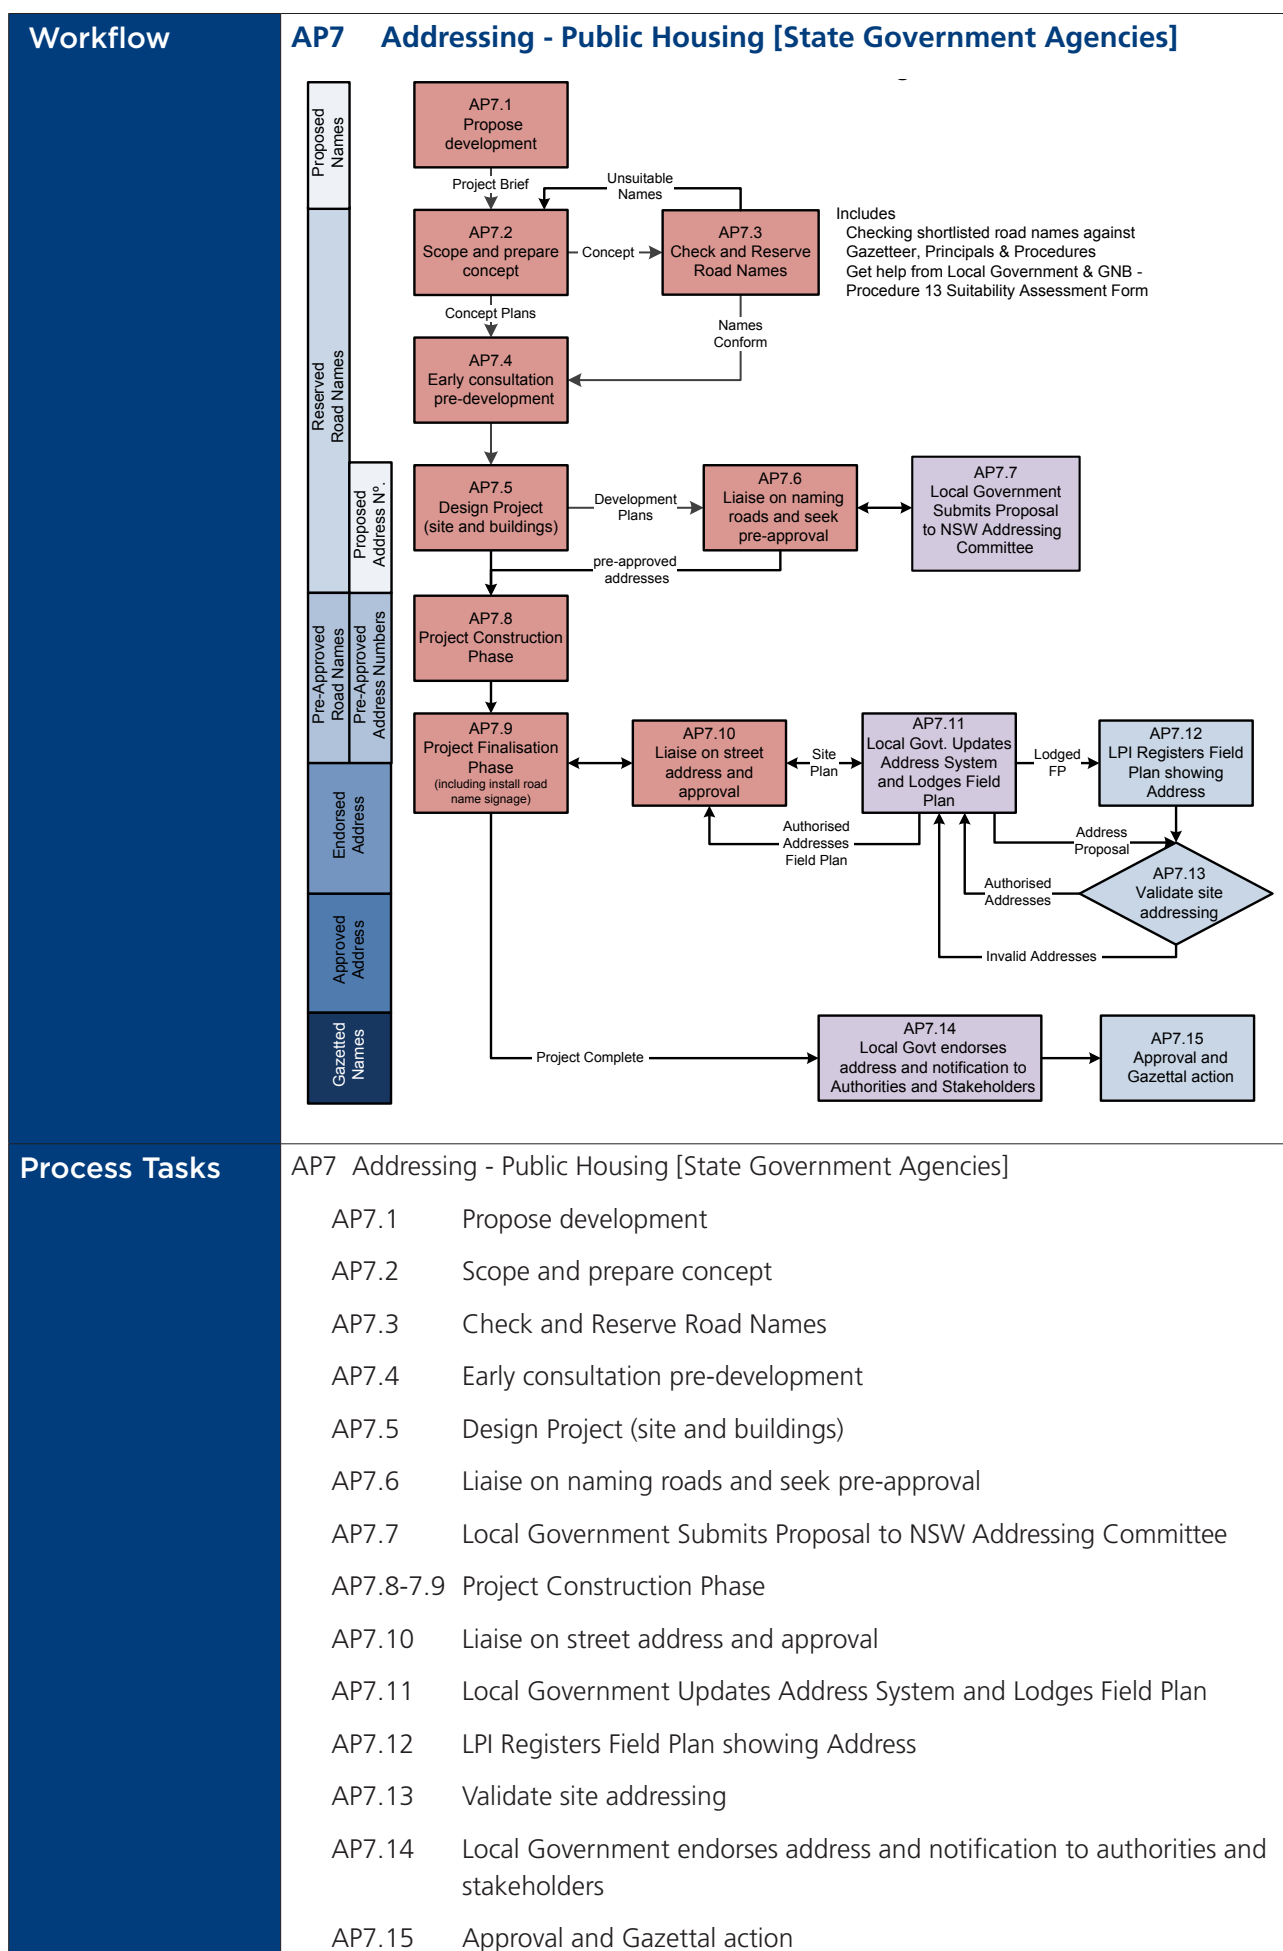 Workflow
AP7 Addressing - Public Housing [State Government Agencies]
Proposed
Names
AP7.1
Propose
development
Project Brief
Unsuitable
Names
Reserved
Road Names
AP7.2
Scope and prepare
concept
Concept
AP7.3
Check and Reserve
Road Names
Includes
Checking shortlisted road names against
Gazetteer, Principals & Procedures
Get help from Local Government & GNB -
Procedure 13 Suitability Assessment Form
Concept Plans
Names
Conform
AP7.4
Early consultation
pre-development
Proposed
Address Nº.
AP7.5
Design Project
(site and buildings)
Development
Plans
AP7.6
Liaise on naming
roads and seek
pre-approval
AP7.7
Local Government
Submits Proposal
to NSW Addressing
Committee
pre-approved
addresses
Pre-Approved
Road Names
Pre-Approved
Address Numbers
AP7.8
Project Construction
Phase
AP7.9
Project Finalisation
Phase
(including install road
name signage)
AP7.10
Liaise on street
address and
approval
Site
Plan
AP7.11
Local Govt. Updates
Address System
and Lodges Field
Plan
Lodged
FP
AP7.12
LPI Registers Field
Plan showing
Address
Endorsed
Address
Authorised
Addresses
Field Plan
Address
Proposal
AP7.13
Validate site
addressing
Authorised
Addresses
Invalid Addresses
Approved
Address
Gazetted
Names
Project Complete
AP7.14
Local Govt endorses
address and notification to
Authorities and Stakeholders
AP7.15
Approval and
Gazettal action
Process Tasks
AP7 Addressing - Public Housing [State Government Agencies]
AP7.1 Propose development
AP7.2 Scope and prepare concept
AP7.3 Check and Reserve Road Names
AP7.4 Early consultation pre-development
AP7.5 Design Project (site and buildings)
AP7.6 Liaise on naming roads and seek pre-approval
AP7.7 Local Government Submits Proposal to NSW Addressing Committee
AP7.8-7.9 Project Construction Phase
AP7.10 Liaise on street address and approval
AP7.11 Local Government Updates Address System and Lodges Field Plan
AP7.12 LPI Registers Field Plan showing Address
AP7.13 Validate site addressing
AP7.14 Local Government endorses address and notification to authorities and
stakeholders
AP7.15 Approval and Gazettal action